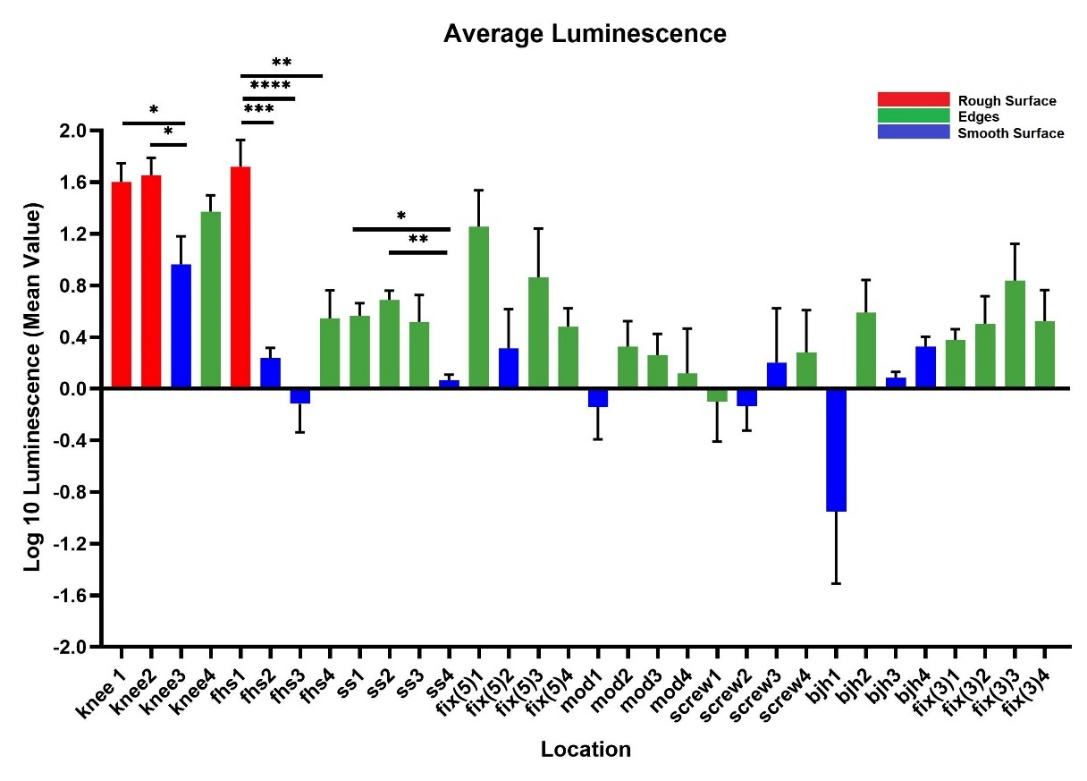 Average Luminescence
**
****
***
*
*
*
**
Rough Surface
Edges
Smooth Surface
Log 10 Luminescence (Mean Value)
2.0
1.6
1.2
0.8
0.4
0.0
-0.4
-0.8
-1.2
-1.6
-2.0
knee 1
knee2
knee3
knee4
fhs1
fhs2
fhs3
fhs4
ss1
ss2
ss3
ss4
fix(5)1
fix(5)2
fix(5)3
fix(5)4
mod1
mod2
mod3
mod4
screw1
screw2
screw3
screw4
bjh1
bjh2
bjh3
bjh4
fix(3)1
fix(3)2
fix(3)3
fix(3)4
Location